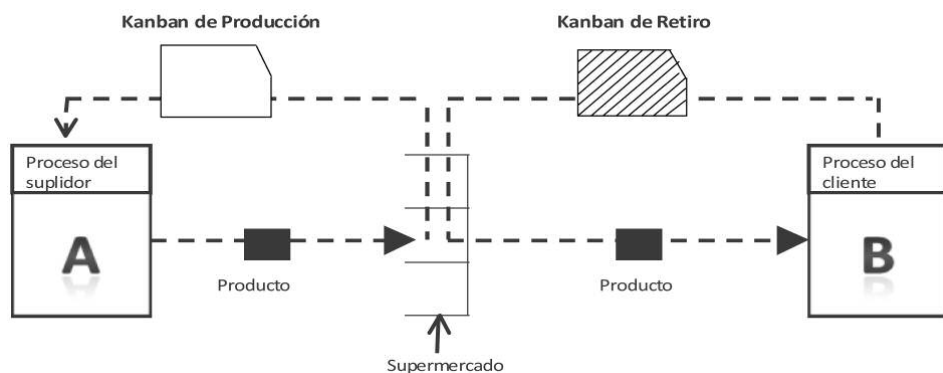 Kanban de Producción
Kanban de Retiro
Proceso del
suplidor
A
Producto
Supermercado
Producto
Proceso del
cliente
B